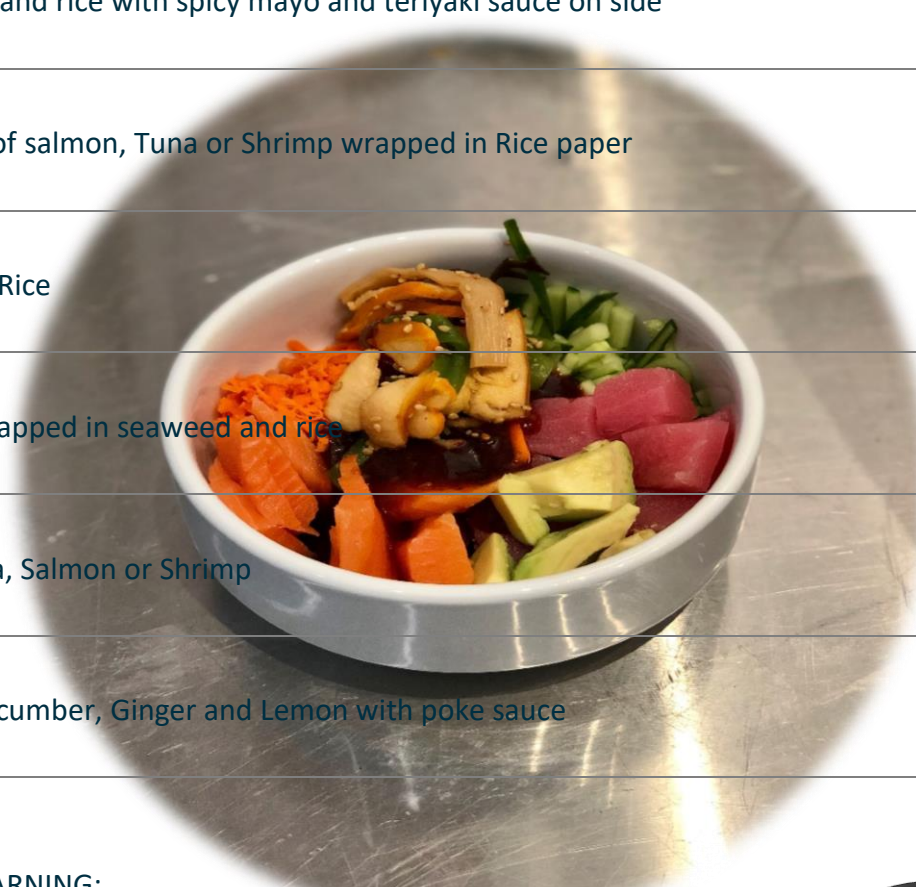 and rice with spicy mayo and teriyaki sauce on side
of salmon, Tuna or Shrimp wrapped in Rice paper
Rice
apped in seaweed and rice
, Salmon or Shrimp
cumber, Ginger and Lemon with poke sauce
ARNING: